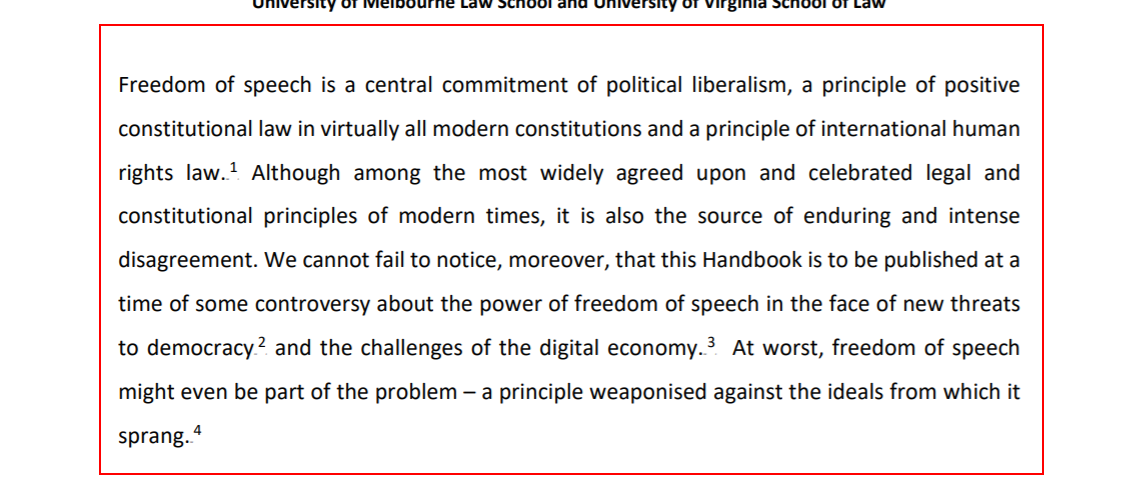 University of Melbourne Law School and University of Virginia School of Law
Freedom of speech is a central commitment of political liberalism, a principle of positive
constitutional law in virtually all modern constitutions and a principle of international human
rights law.¹ Although among the most widely agreed upon and celebrated legal and
constitutional principles of modern times, it is also the source of enduring and intense
disagreement. We cannot fail to notice, moreover, that this Handbook is to be published at a
time of some controversy about the power of freedom of speech in the face of new threats
to democracy² and the challenges of the digital economy.³ At worst, freedom of speech
might even be part of the problem – a principle weaponised against the ideals from which it
sprang.⁴